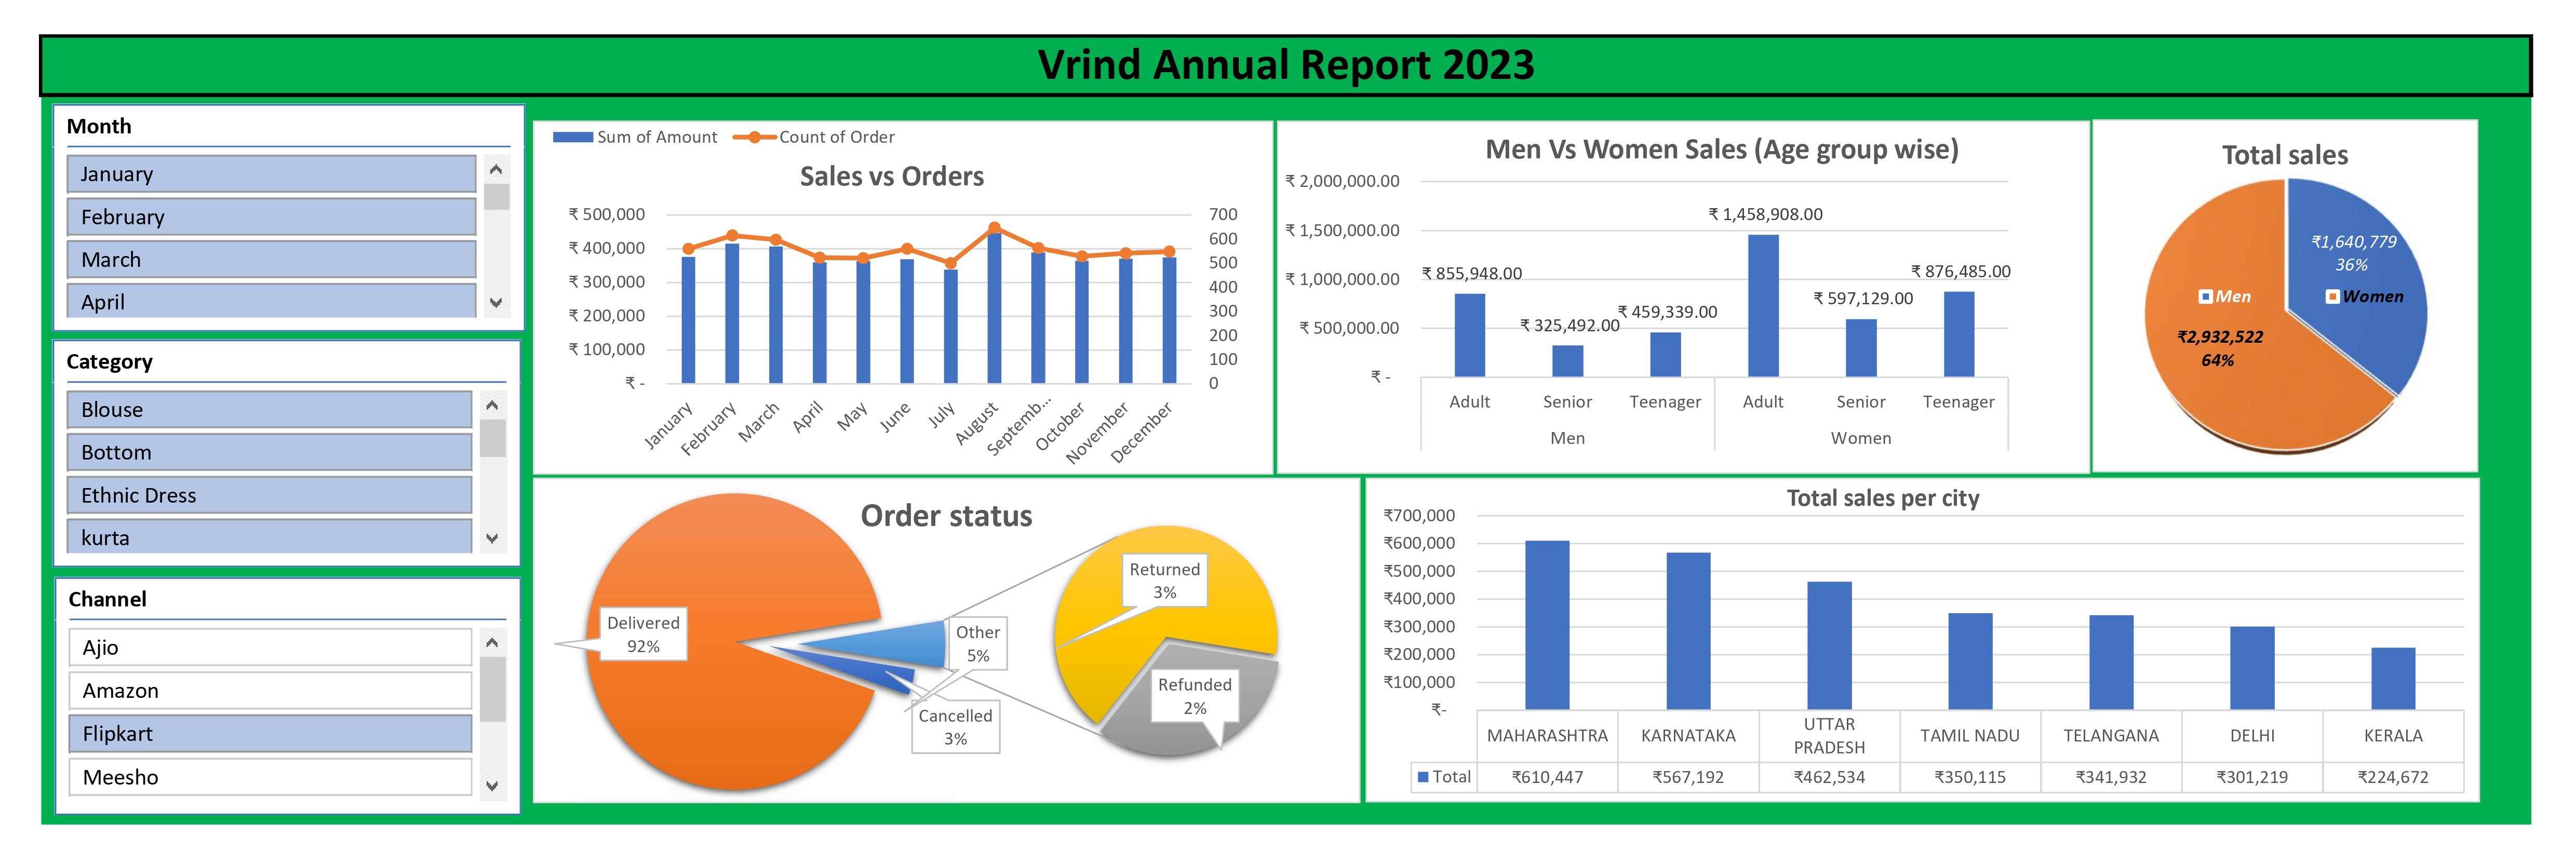 Vrind Annual Report 2023
Month
January
February
March
April
Category
Blouse
Bottom
Ethnic Dress
kurta
Channel
Ajio
Amazon
Flipkart
Meesho
Sum of Amount Count of Order
Sales vs Orders
₹ 500,000 700
₹ 400,000 600
₹ 300,000 500
₹ 200,000 400
₹ 100,000 300
₹ - 200
100
0
January February March April May June July August Septemb... October November December
Men Vs Women Sales (Age group wise)
₹ 2,000,000.00
₹ 1,500,000.00
₹ 1,000,000.00
₹ 500,000.00
₹ -
₹ 855,948.00
₹ 325,492.00
₹ 459,339.00
₹ 1,458,908.00
₹ 597,129.00
₹ 876,485.00
Adult Senior Teenager Adult Senior Teenager
Men Women
Total sales
₹1,640,779
36%
Men Women
₹2,932,522
64%
Order status
Delivered
92%
Other
5%
Cancelled
3%
Returned
3%
Refunded
2%
Total sales per city
₹700,000
₹600,000
₹500,000
₹400,000
₹300,000
₹200,000
₹100,000
₹-
MAHARASHTRA KARNATAKA UTTAR PRADESH TAMIL NADU TELANGANA DELHI KERALA
Total ₹610,447 ₹567,192 ₹462,534 ₹350,115 ₹341,932 ₹301,219 ₹224,672